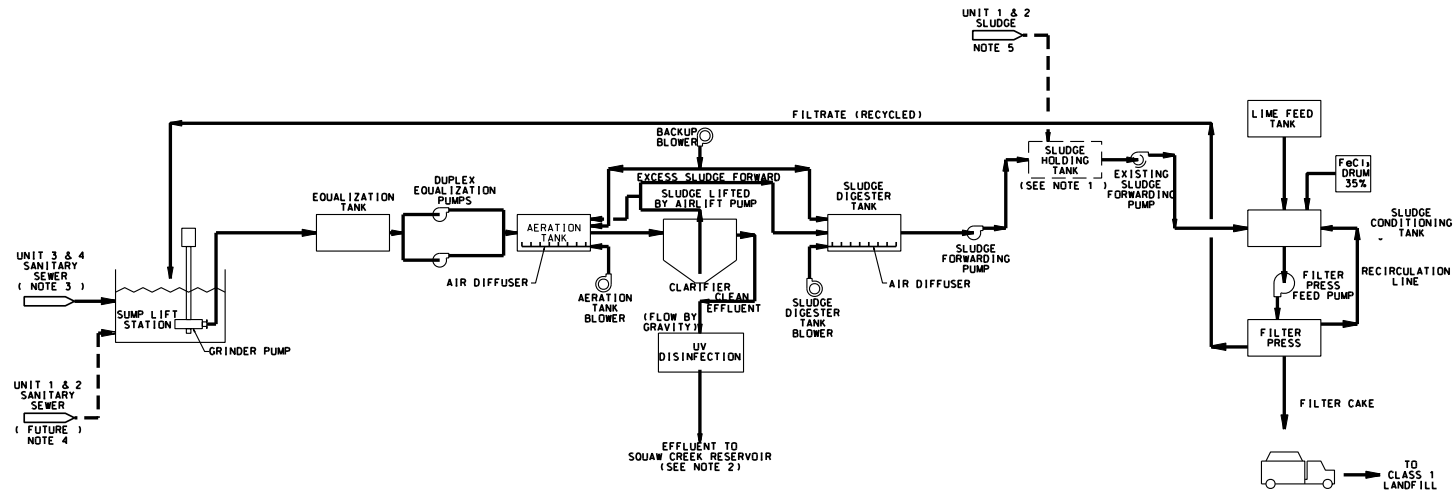 UNIT 1 & 2
SLUDGE
NOTE 5
FILTRATE (RECYCLED)
LIME FEED
TANK
BACKUP
BLOWER
SLUDGE
HOLDING
TANK
(SEE NOTE 1 )
FeCl3
DRUM
35%
EXISTING
SLUDGE
FORWARDING
PUMP
EXCESS SLUDGE FORWARD
SLUDGE LIFTED
BY AIRLIFT PUMP
DUPLEX
EQUALIZATION
PUMPS
EQUALIZATION
TANK
SLUDGE
DIGESTER
TANK
SLUDGE
CONDITIONING
TANK
AERATION
TANK
UNIT 3 & 4
SANITARY
SEWER
( NOTE 3 )
SLUDGE
FORWARDING
PUMP
AIR DIFFUSER
CLARIFIER
AIR DIFFUSER
RECIRCULATION
LINE
FILTER
PRESS
FEED PUMP
AERATION
TANK
BLOWER
CLEAN
EFFLUENT
SLUDGE
DIGESTER
TANK
BLOWER
SUMP LIFT
STATION
(FLOW BY
GRAVITY)
GRINDER PUMP
UV
DISINFECTION
FILTER
PRESS
UNIT 1 & 2
SANITARY
SEWER
( FUTURE )
NOTE 4
FILTER CAKE
EFFLUENT TO
SQUAW CREEK RESERVOIR
(SEE NOTE 2)
TO
CLASS 1
LANDFILL